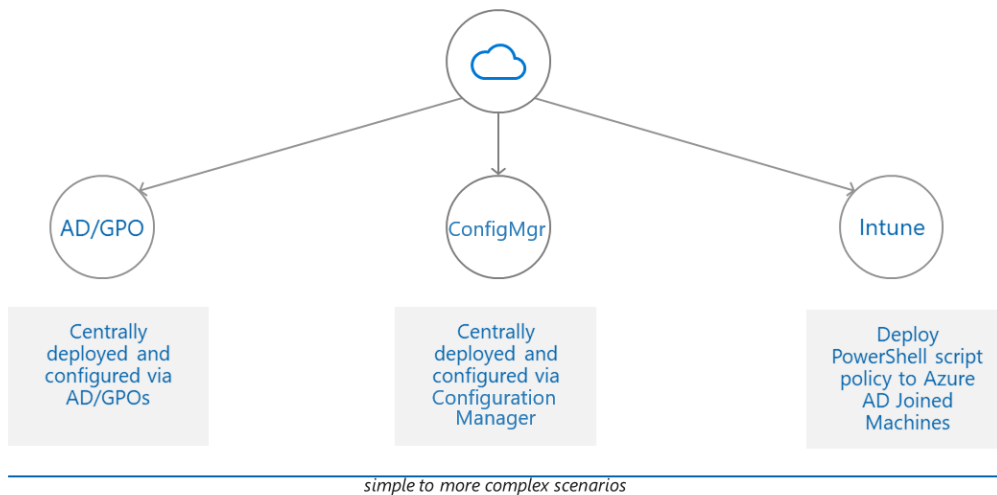 AD/GPO
ConfigMgr
Intune
Centrally
deployed and
configured via
AD/GPOs
Centrally
deployed and
configured via
Configuration
Manager
Deploy
PowerShell script
policy to Azure
AD Joined
Machines
simple to more complex scenarios